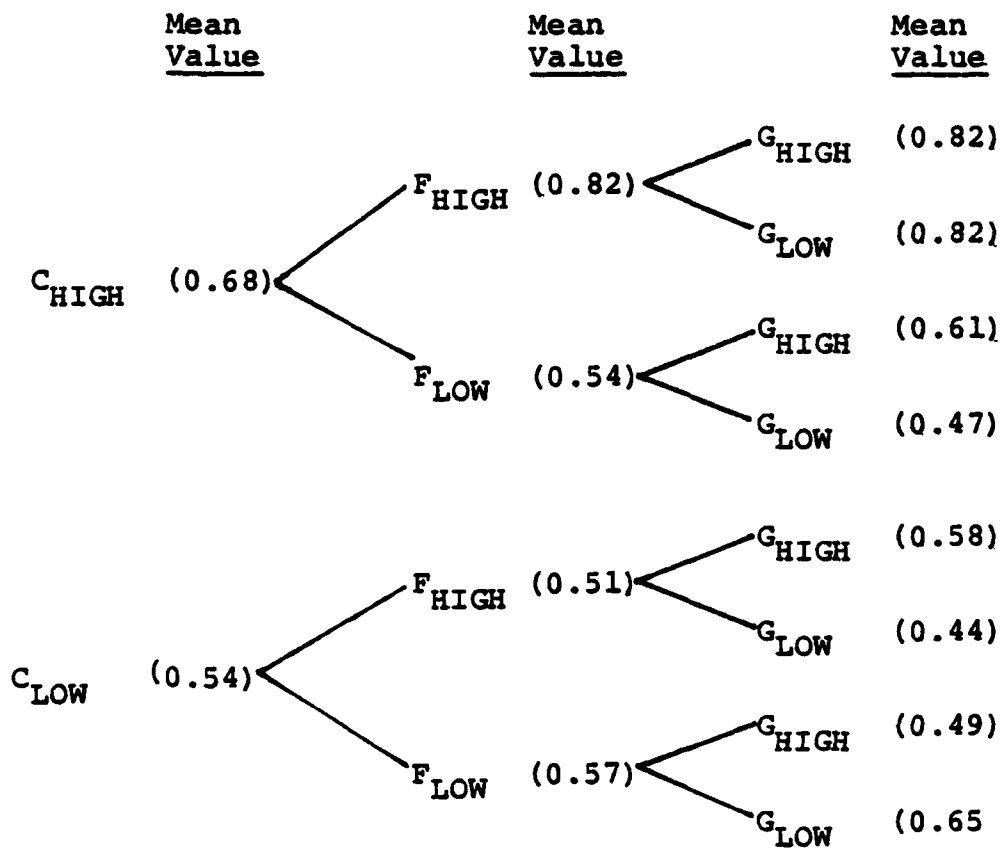 Mean Mean Mean
Value Value Value
G_HIGH (0.82)
F_HIGH (0.82)
G_LOW (0.82)
C_HIGH (0.68)
G_HIGH (0.61)
F_LOW (0.54)
G_LOW (0.47)
G_HIGH (0.58)
F_HIGH (0.51)
G_LOW (0.44)
C_LOW (0.54)
G_HIGH (0.49)
F_LOW (0.57)
G_LOW (0.65